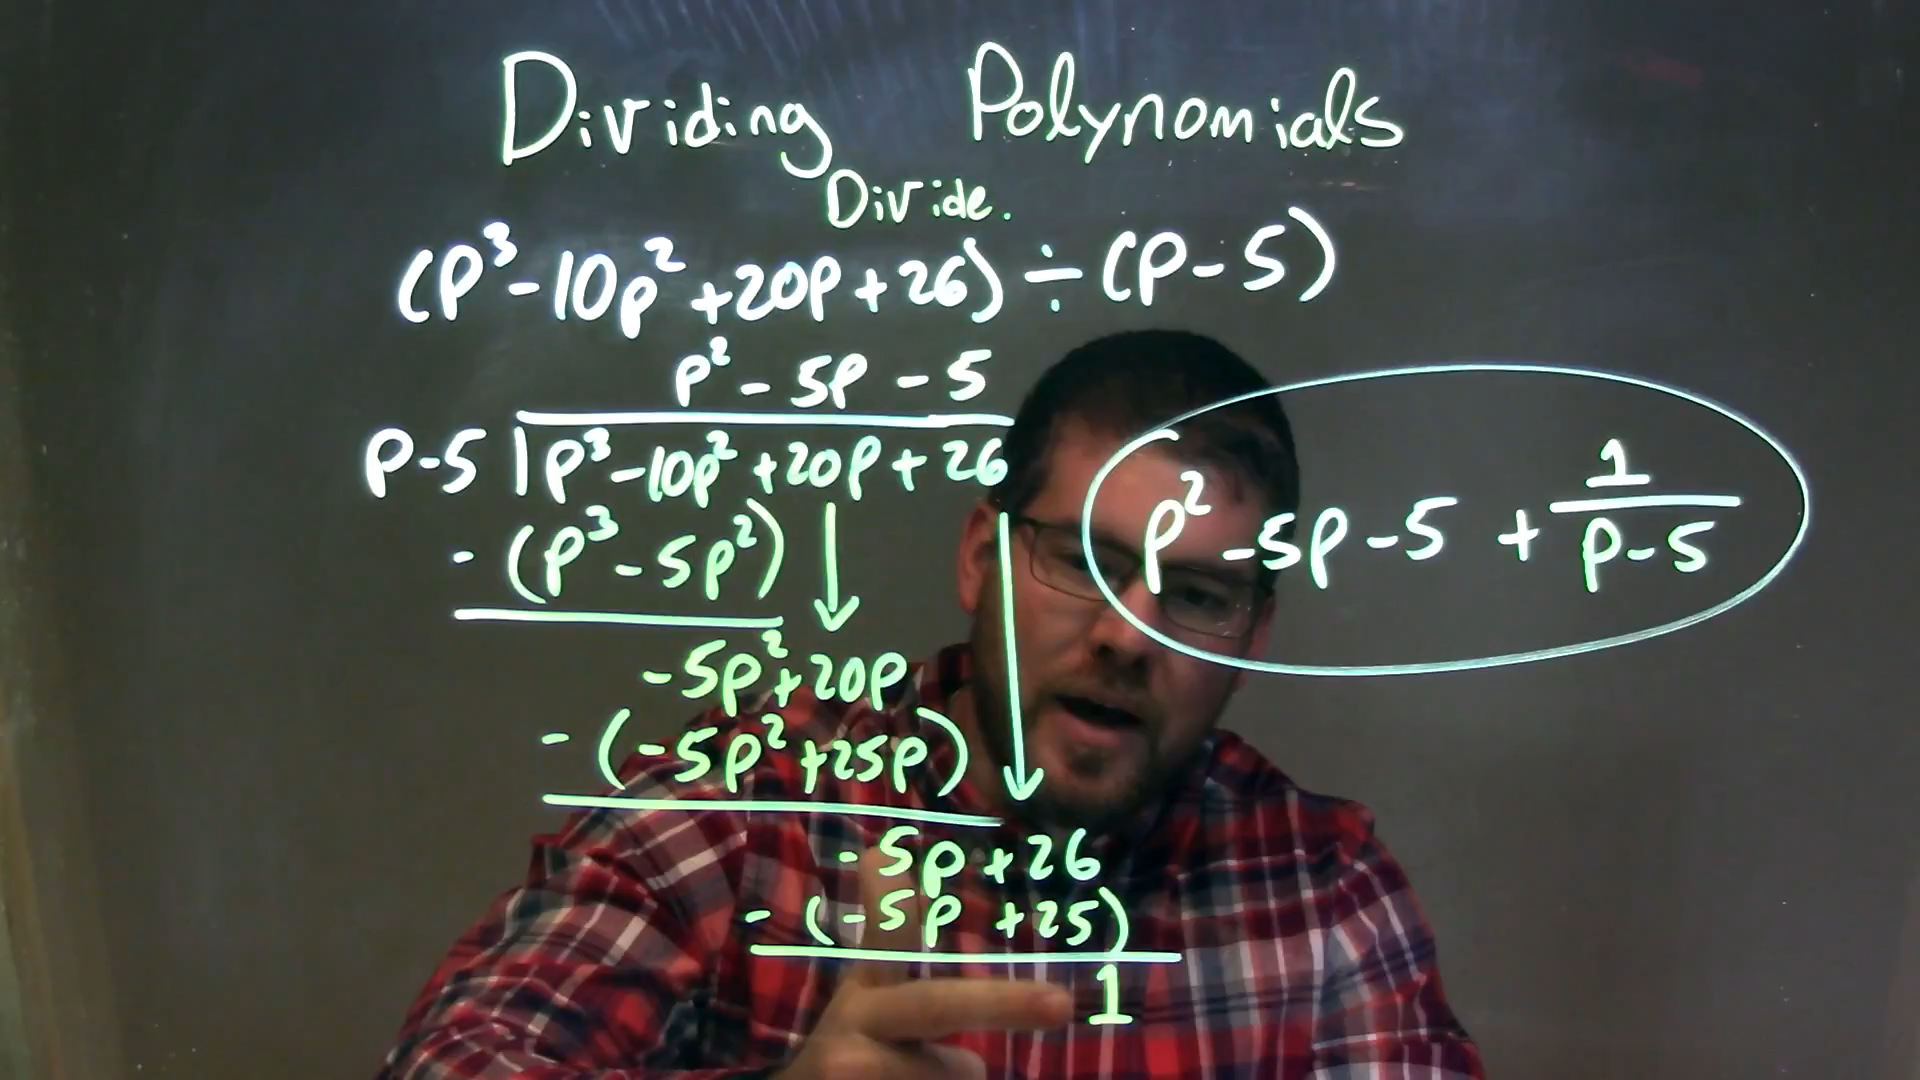 Dividing Polynomials
Divide.
(p³-10p²+20p+26) ÷ (p-5)
p² - 5p - 5
p-5 | p³-10p²+20p+26
- (p³-5p²)
-5p²+20p
- (-5p²+25p)
-5p+26
- (-5p +25)
1
p²-5p-5 + 1/(p-5)